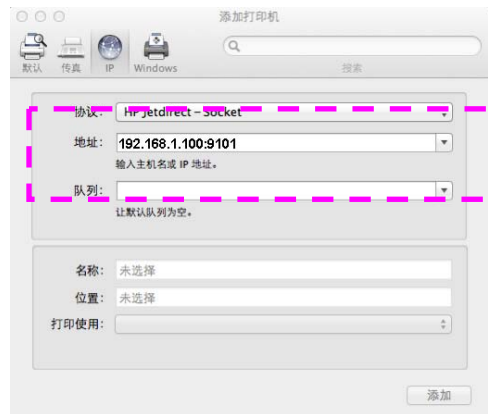 添加打印机
默认 传真 IP Windows 搜索
协议: HP Jetdirect – Socket
地址: 192.168.1.100:9101
输入主机名或 IP 地址。
队列:
让默认队列为空。
名称: 未选择
位置: 未选择
打印使用:
添加